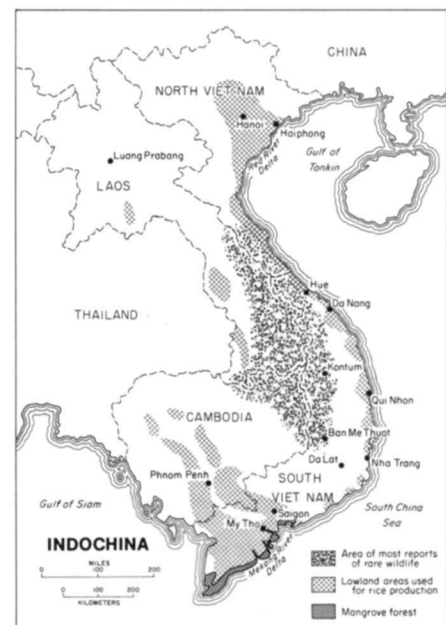 CHINA
NORTH VIET NAM
Hanoi
Haiphong
Red River
Delta
Luang Prabang
Gulf of
Tonkin
LAOS
Hue
Da Nang
THAILAND
Kontum
Qui Nhon
CAMBODIA
Ban Me Thuot
Da Lat
Nha Trang
Phnom Penh
SOUTH
VIET NAM
Gulf of Siam
Saigon
South China
Sea
My Tho
Mekong River
Delta
INDOCHINA
MILES
0 100 200
0 100 200
KILOMETERS
Area of most reports
of rare wildlife
Lowland areas used
for rice production
Mangrove forest